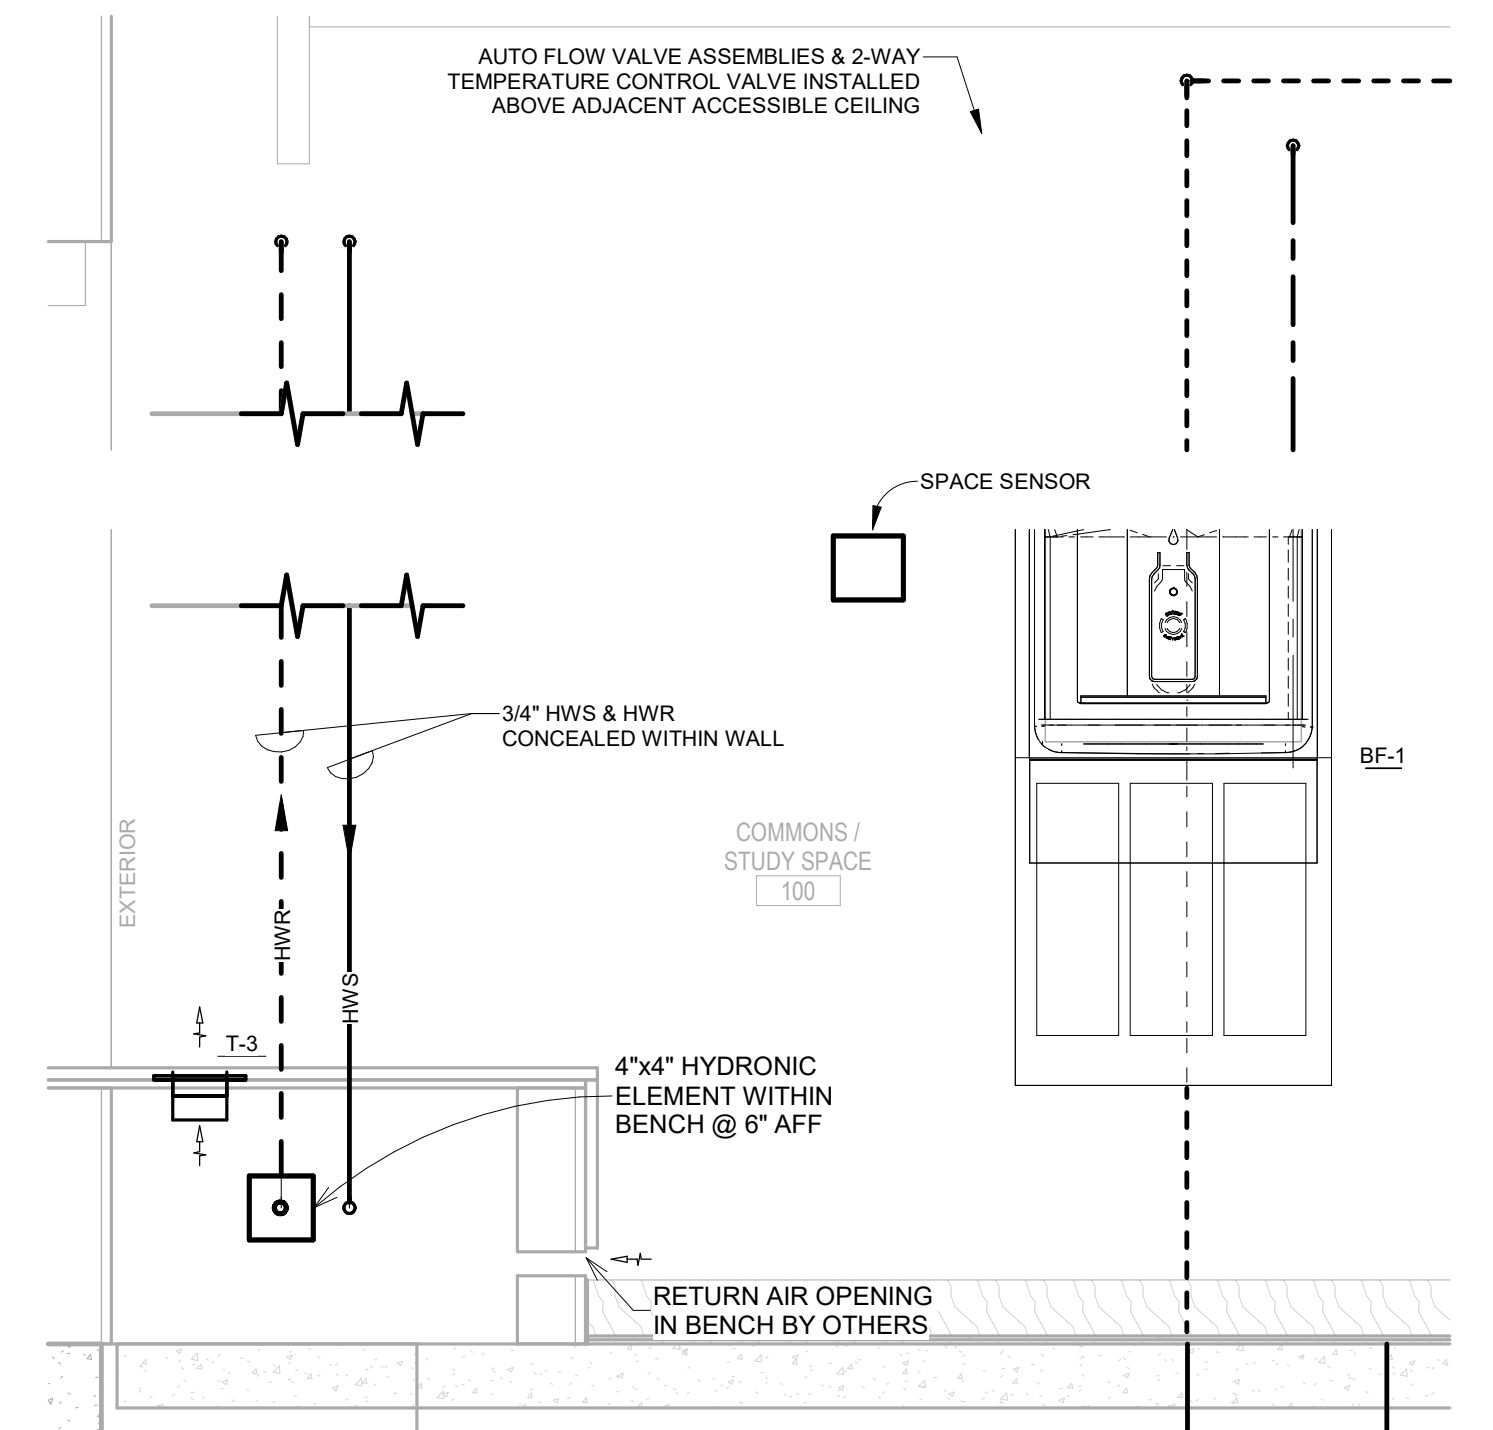 AUTO FLOW VALVE ASSEMBLIES & 2-WAY
TEMPERATURE CONTROL VALVE INSTALLED
ABOVE ADJACENT ACCESSIBLE CEILING
SPACE SENSOR
3/4" HWS & HWR
CONCEALED WITHIN WALL
BF-1
COMMONS /
STUDY SPACE
100
EXTERIOR
HWR
HWS
T-3
4"x4" HYDRONIC
ELEMENT WITHIN
BENCH @ 6" AFF
RETURN AIR OPENING
IN BENCH BY OTHERS